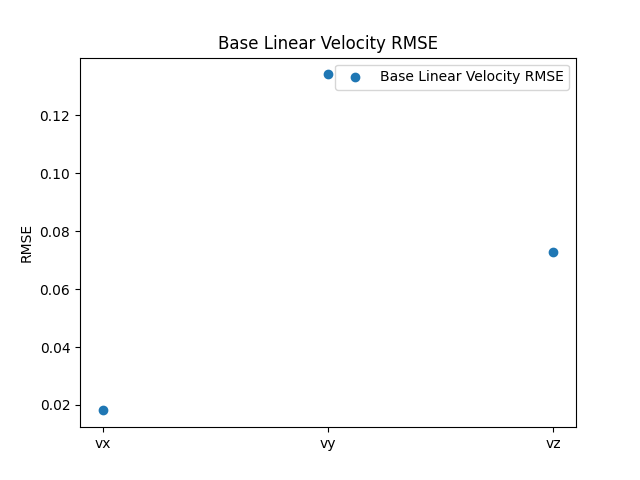 Base Linear Velocity RMSE
Base Linear Velocity RMSE
0.12
0.10
0.08
0.06
0.04
0.02
RMSE
vx
vy
vz